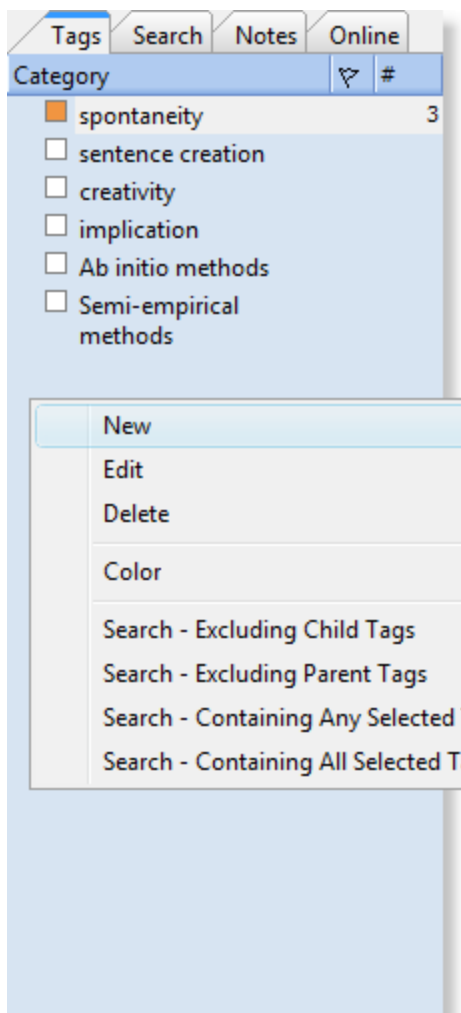 Tags Search Notes Online
Category #
spontaneity 3
sentence creation
creativity
implication
Ab initio methods
Semi-empirical
methods
New
Edit
Delete
Color
Search - Excluding Child Tags
Search - Excluding Parent Tags
Search - Containing Any Selected
Search - Containing All Selected T